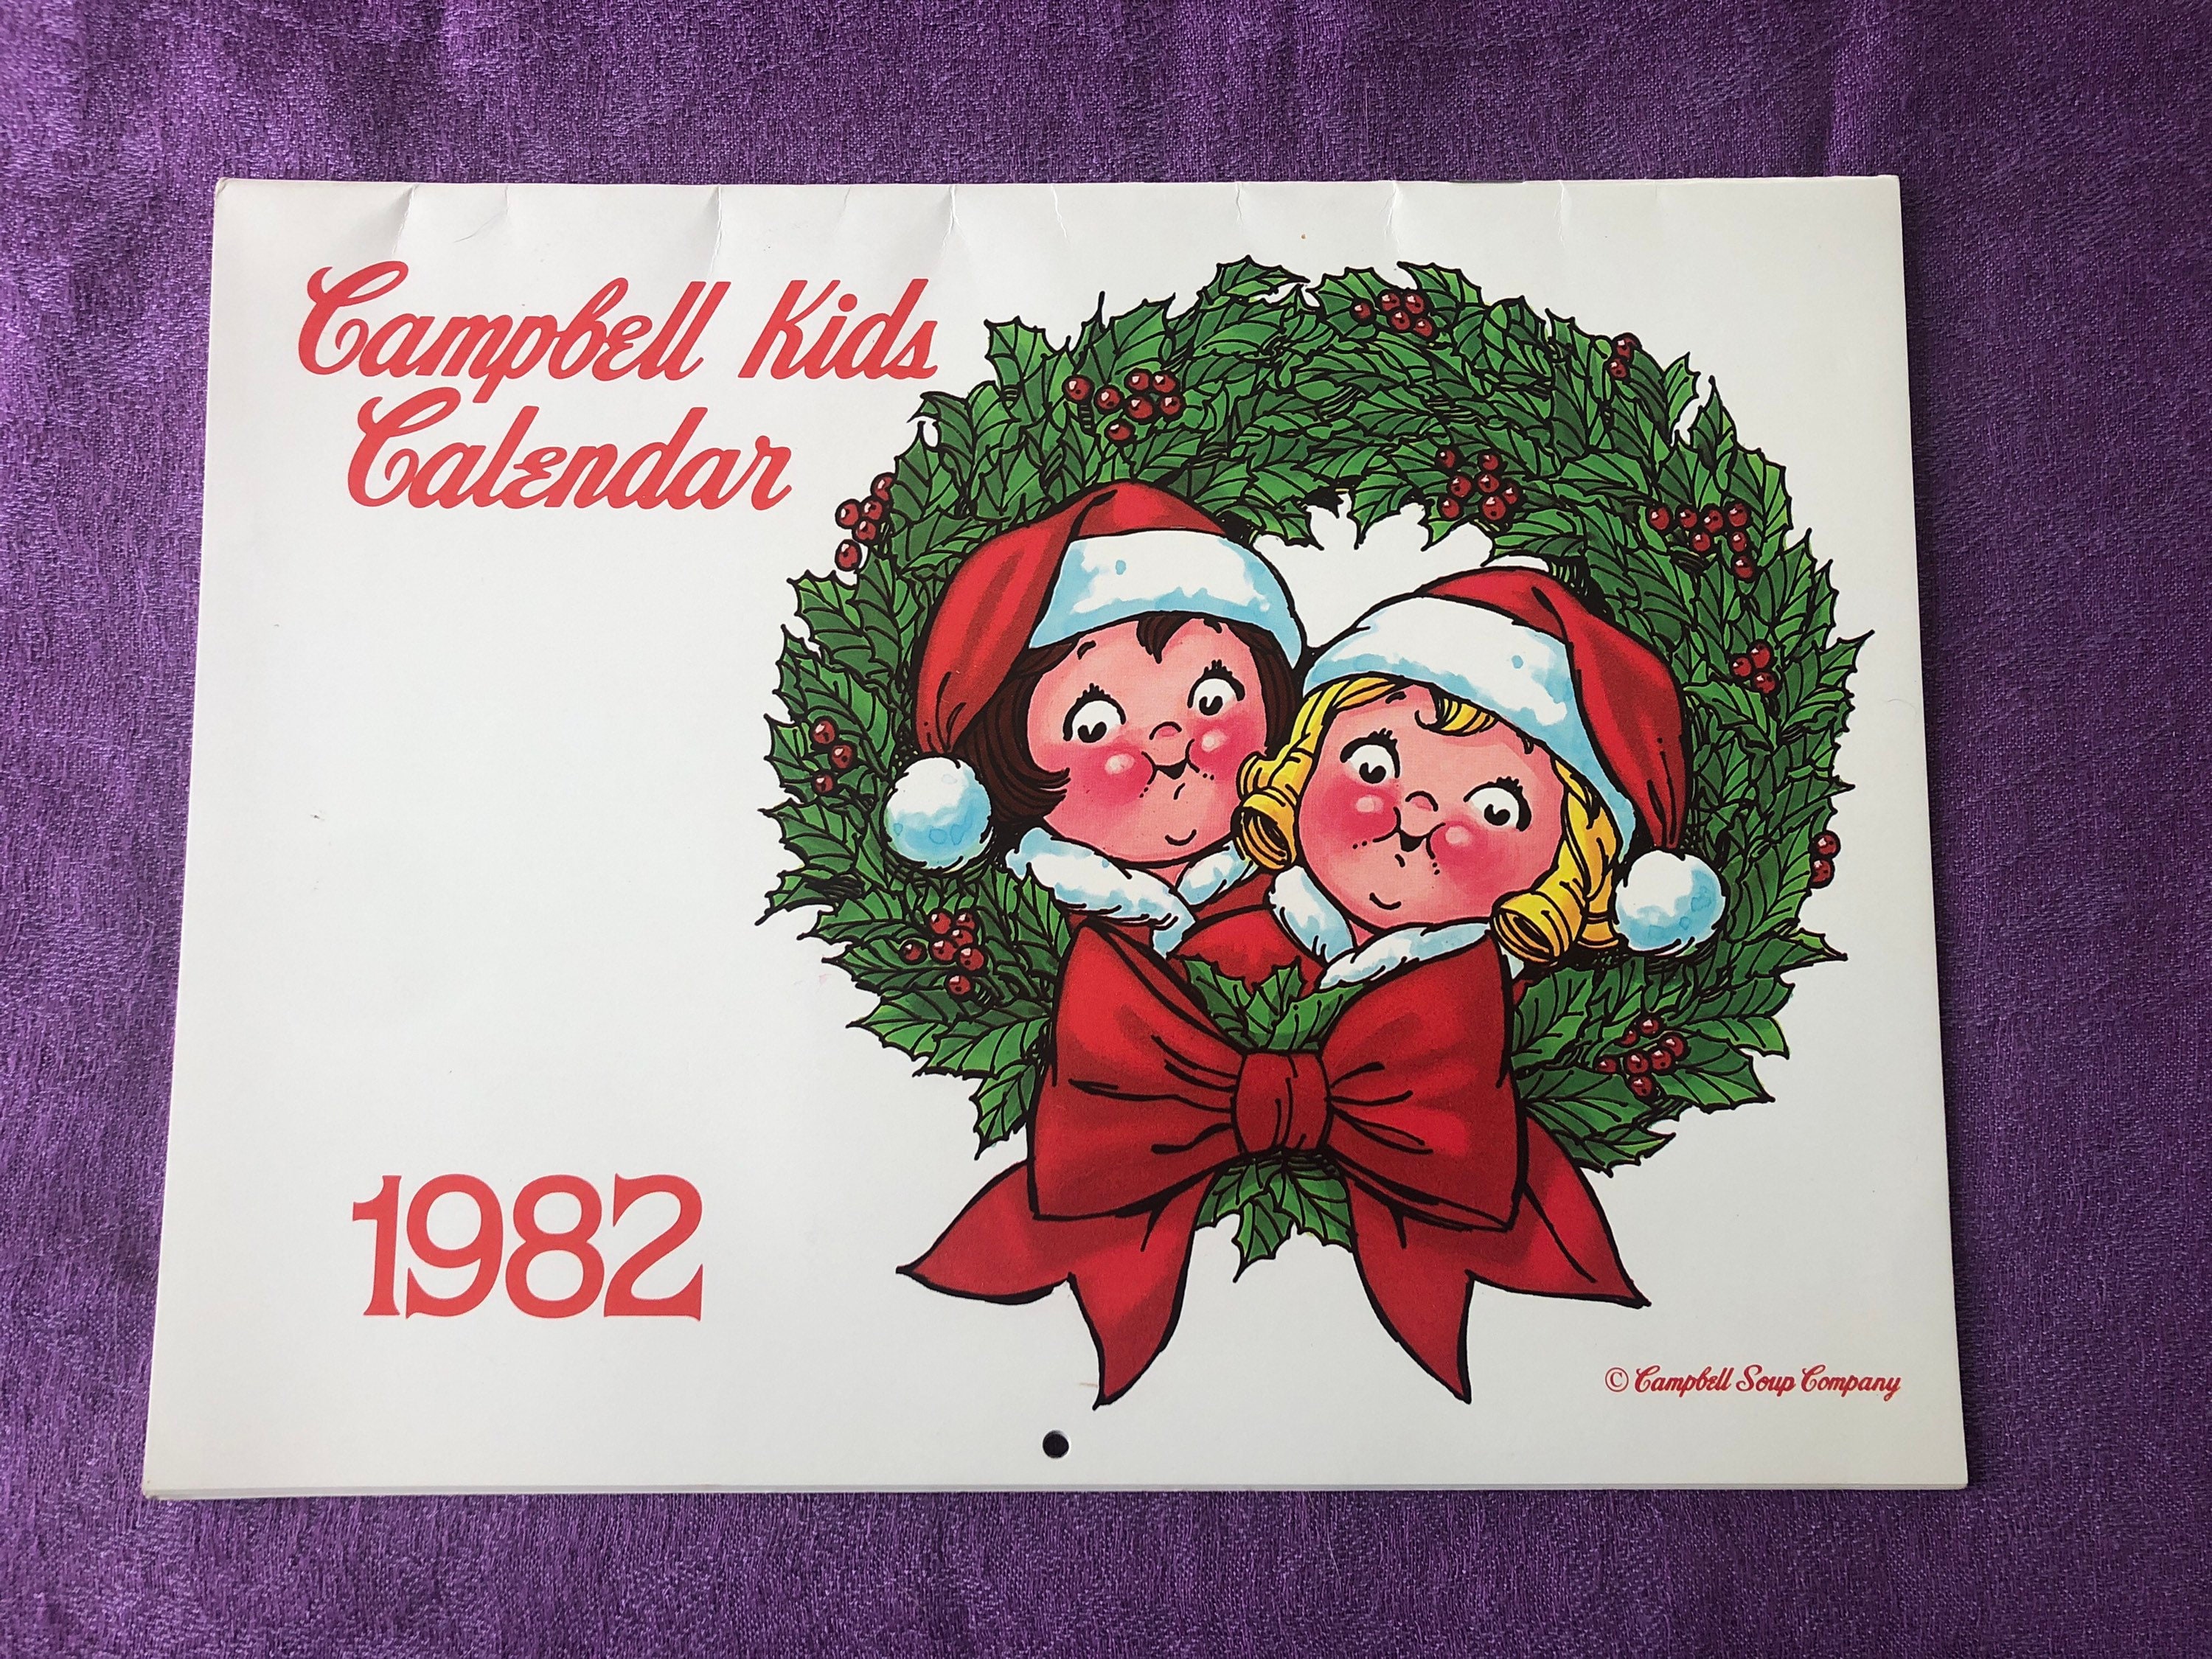 Campbell Kids
Calendar
1982
© Campbell Soup Company